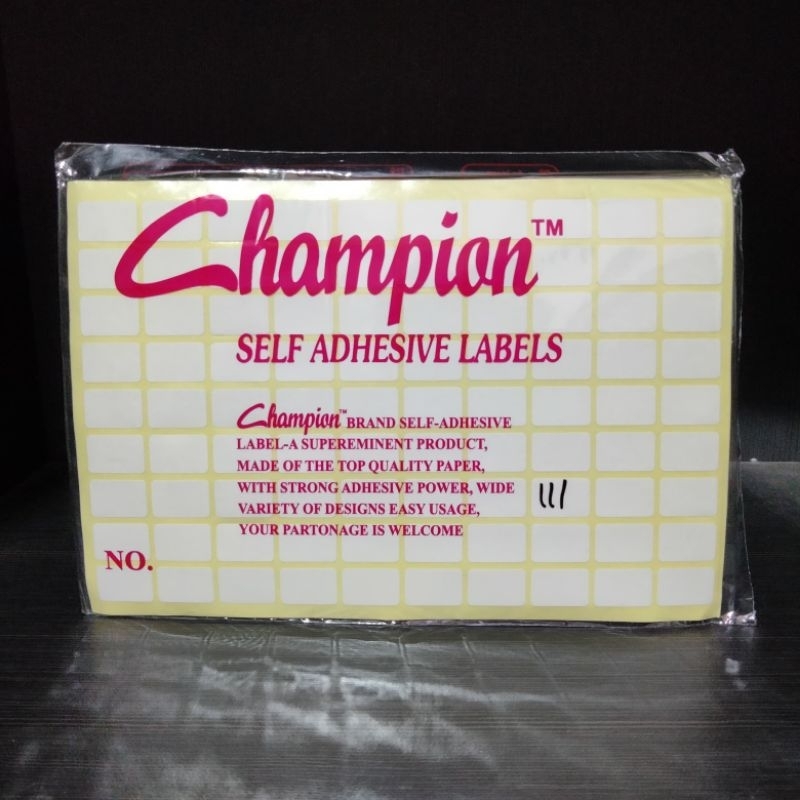 Champion™
SELF ADHESIVE LABELS
Champion™ BRAND SELF-ADHESIVE
LABEL-A SUPEREMINENT PRODUCT,
MADE OF THE TOP QUALITY PAPER,
WITH STRONG ADHESIVE POWER, WIDE
VARIETY OF DESIGNS EASY USAGE,
YOUR PARTONAGE IS WELCOME
111
NO.